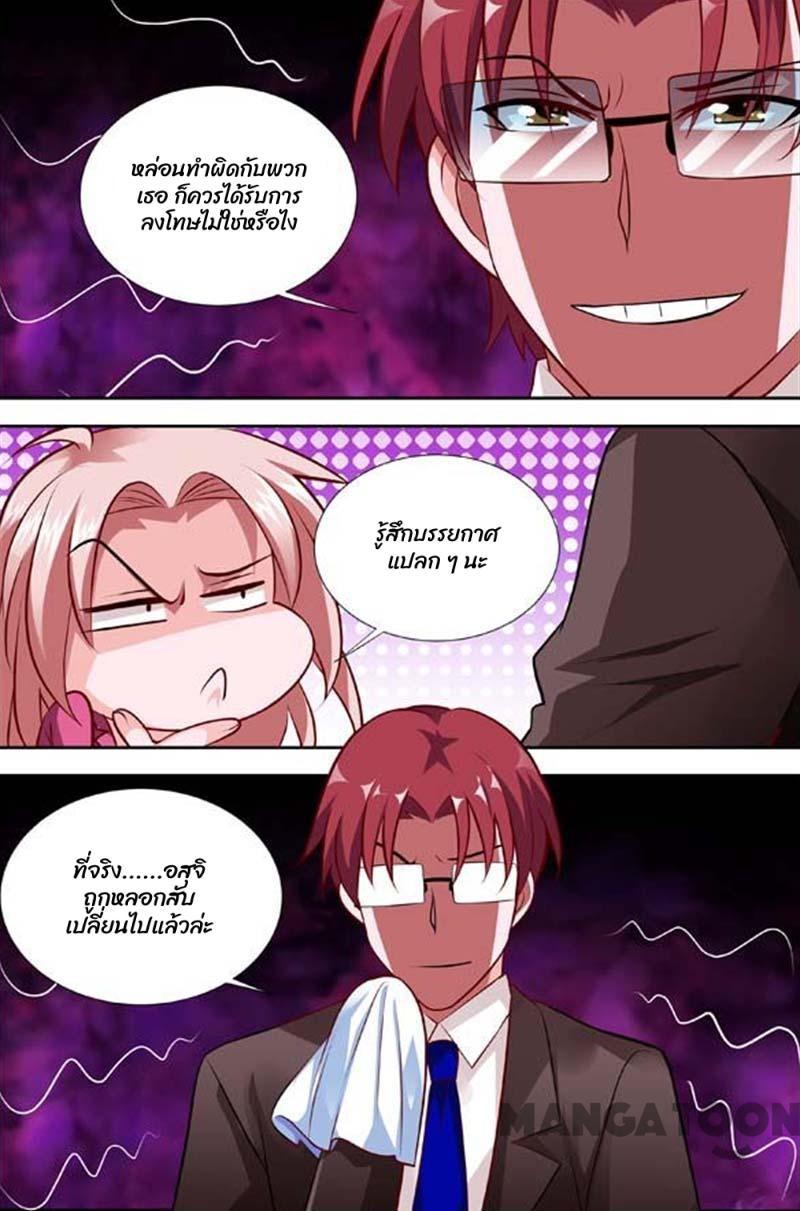 หล่อนทำผิดกับพวก
เธอ ก็ควรได้รับการ
ลงโทษไม่ใช่หรือไง
รู้สึกบรรยกาศ
แปลก ๆ นะ
ที่จริง......อสุจิ
ถูกหลอกสับ
เปลี่ยนไปแล้วล่ะ
MANGATOON